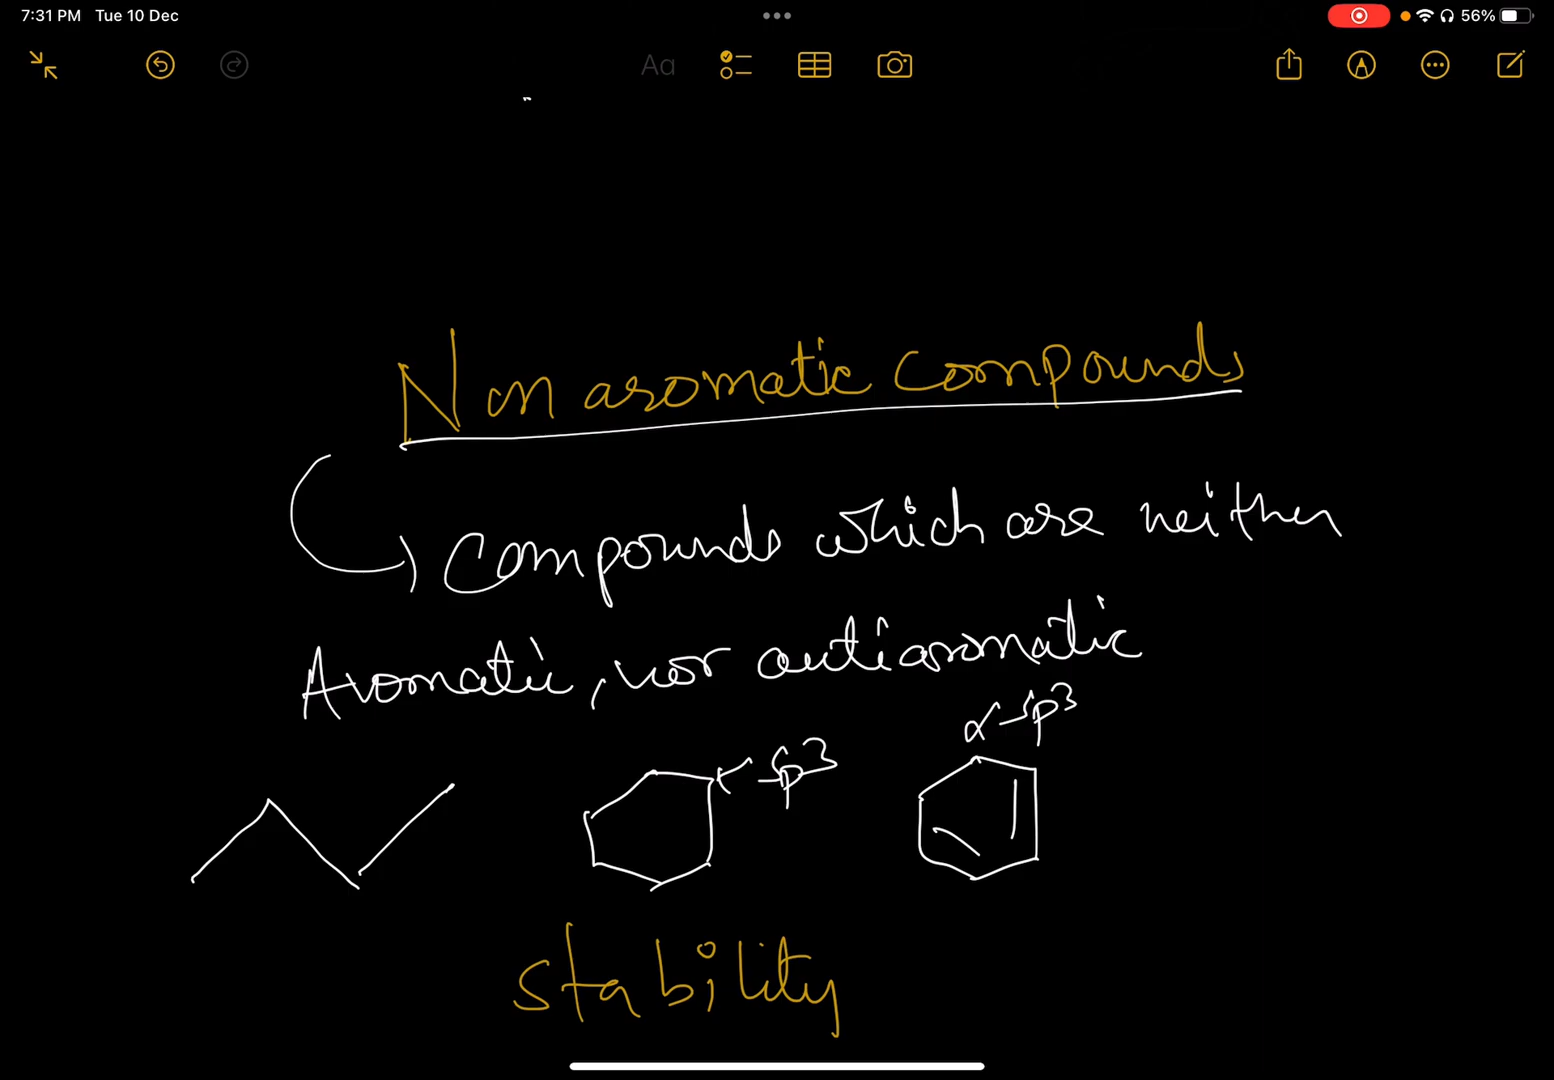 7:31 PM Tue 10 Dec
56%
Aa
Non aromatic compounds
Compounds which are neither
Aromatic, nor antiaromatic
sp3
sp3
stability